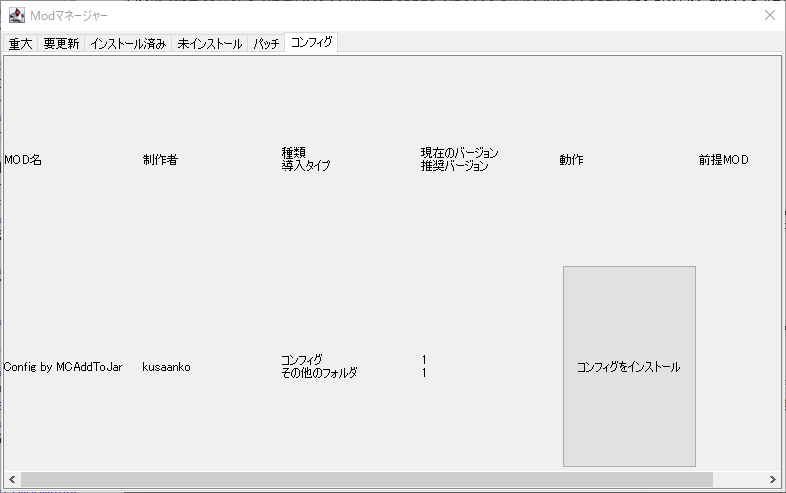 Modマネージャー
重大 要更新 インストール済み 未インストール パッチ コンフィグ
MOD名 制作者 種類 現在のバージョン 動作 前提MOD
導入タイプ 推奨バージョン
Config by MCAddToJar kusaanko コンフィグ 1 コンフィグをインストール
その他のフォルダ 1